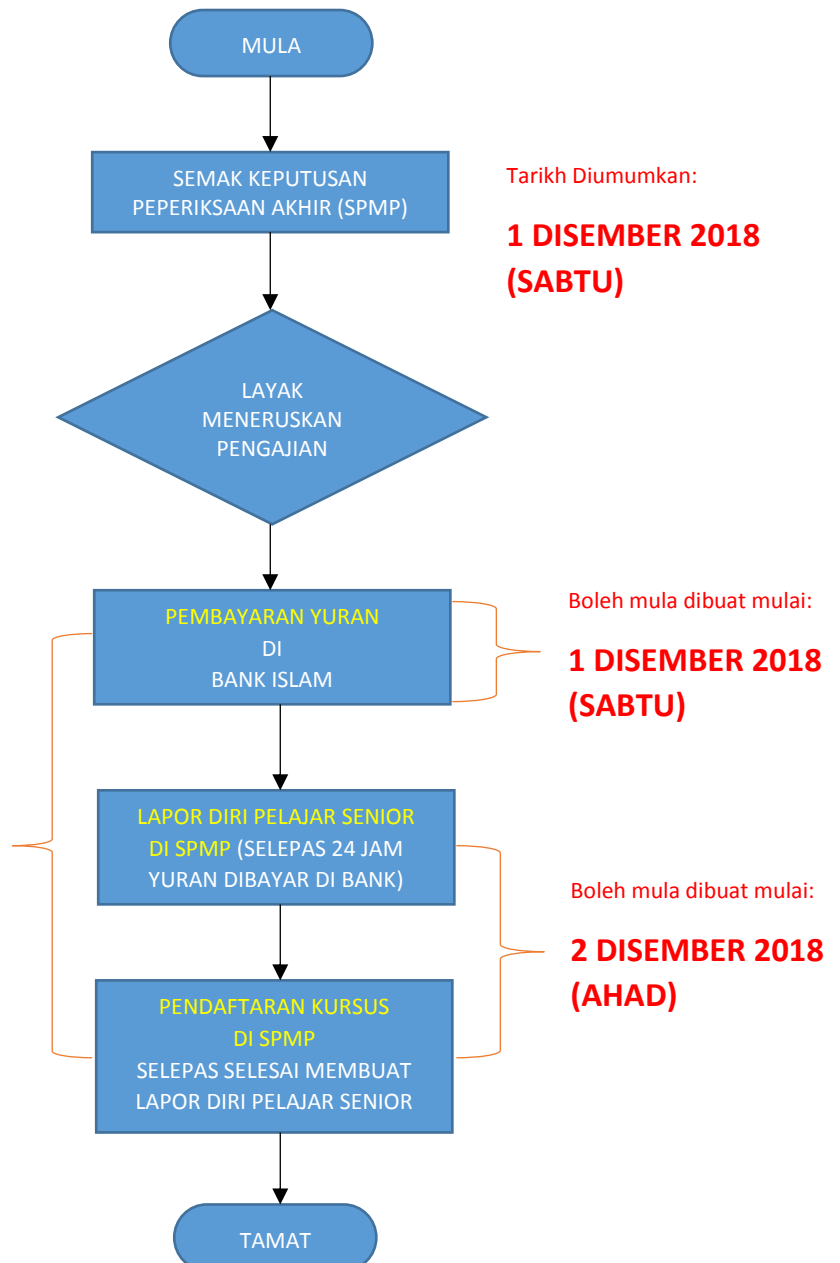 MULA
SEMAK KEPUTUSAN
PEPERIKSAAN AKHIR (SPMP)
Tarikh Diumumkan:
1 DISEMBER 2018
(SABTU)
LAYAK
MENERUSKAN
PENGAJIAN
PEMBAYARAN YURAN
DI
BANK ISLAM
Boleh mula dibuat mulai:
1 DISEMBER 2018
(SABTU)
LAPOR DIRI PELAJAR SENIOR
DI SPMP (SELEPAS 24 JAM
YURAN DIBAYAR DI BANK)
Boleh mula dibuat mulai:
2 DISEMBER 2018
(AHAD)
PENDAFTARAN KURSUS
DI SPMP
SELEPAS SELESAI MEMBUAT
LAPOR DIRI PELAJAR SENIOR
TAMAT